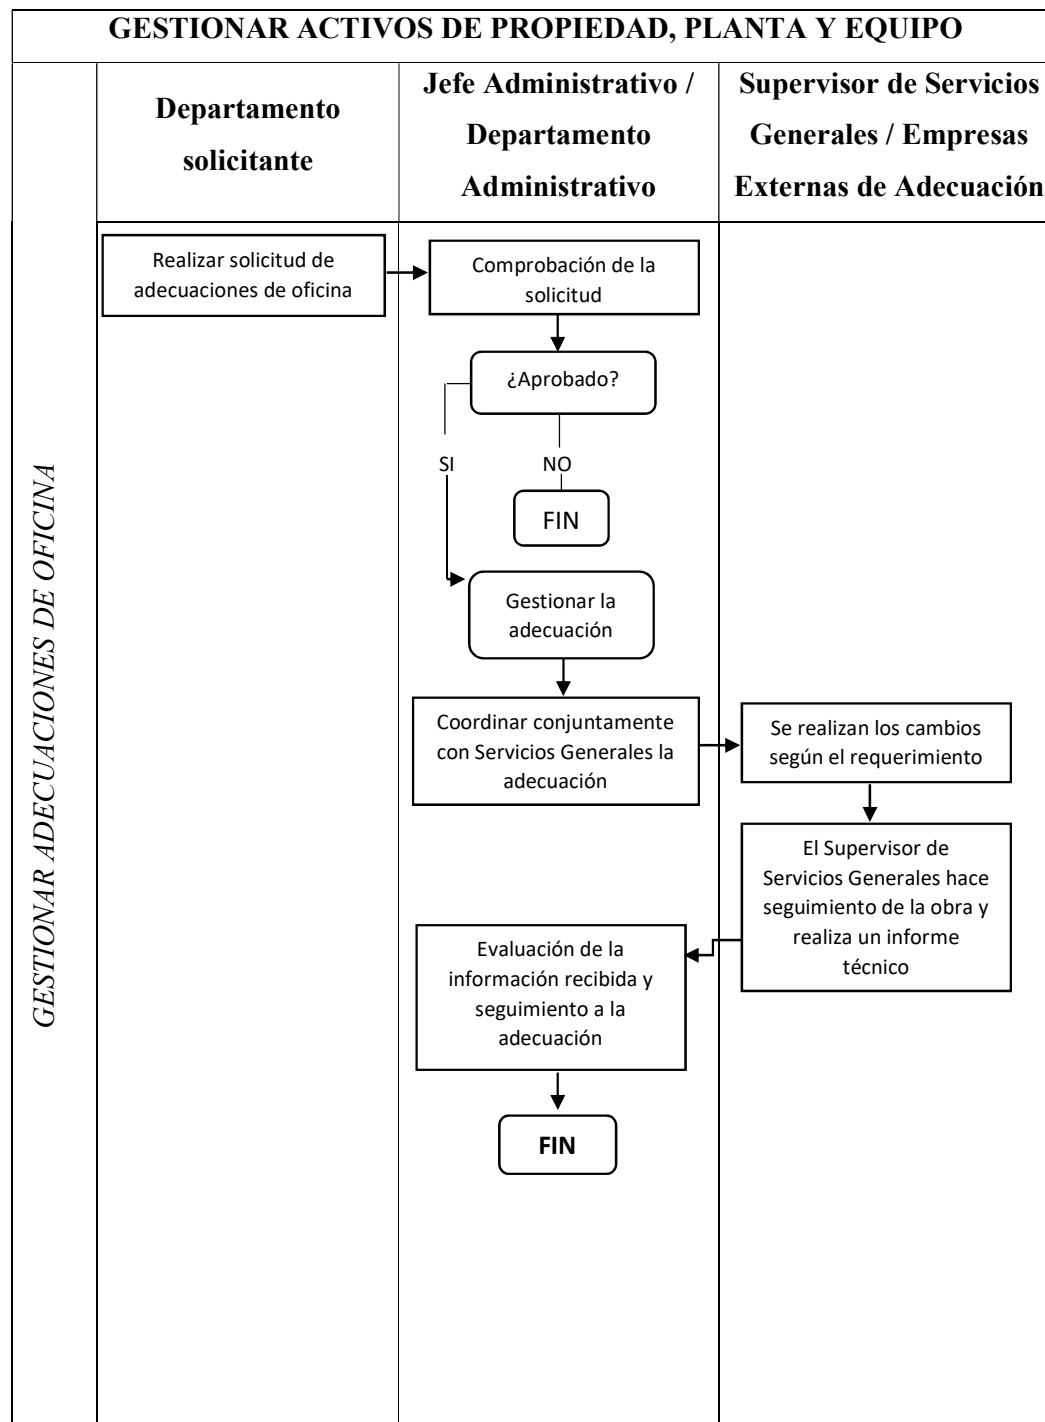 GESTIONAR ACTIVOS DE PROPIEDAD, PLANTA Y EQUIPO
Departamento
solicitante
Jefe Administrativo /
Departamento
Administrativo
Supervisor de Servicios
Generales / Empresas
Externas de Adecuación
GESTIONAR ADECUACIONES DE OFICINA
Realizar solicitud de
adecuaciones de oficina
Comprobación de la
solicitud
¿Aprobado?
SI
NO
FIN
Gestionar la
adecuación
Coordinar conjuntamente
con Servicios Generales la
adecuación
Se realizan los cambios
según el requerimiento
El Supervisor de
Servicios Generales hace
seguimiento de la obra y
realiza un informe
técnico
Evaluación de la
información recibida y
seguimiento a la
adecuación
FIN